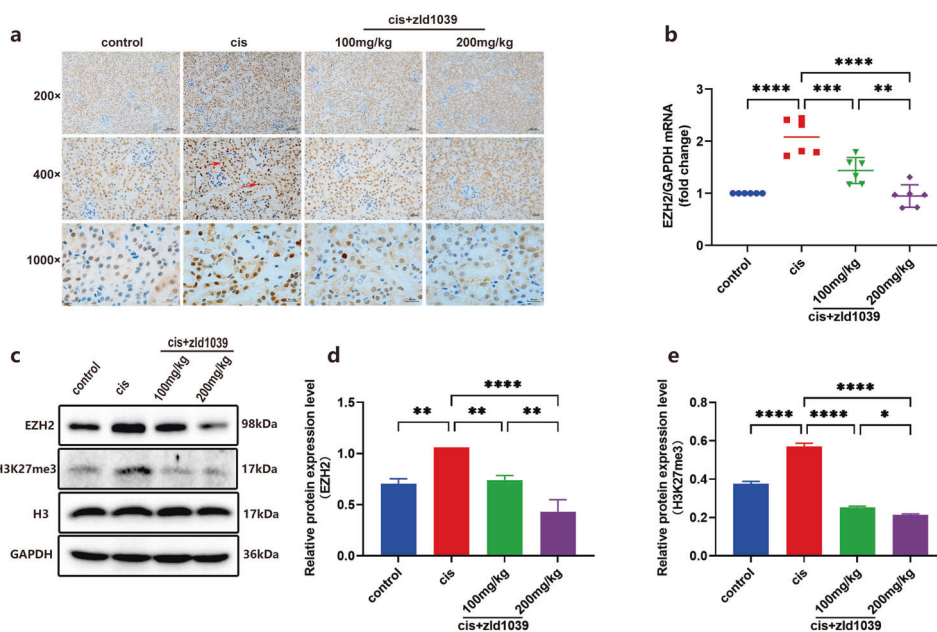 a
cis+zld1039
control
cis
100mg/kg
200mg/kg
200×
400×
1000×
b
EZH2/GAPDH mRNA
(fold change)
3
2
1
0
****
****
***
**
control
cis
100mg/kg
200mg/kg
cis+zld1039
c
cis+zld1039
control
cis
100mg/kg
200mg/kg
EZH2
98kDa
H3K27me3
17kDa
H3
17kDa
GAPDH
36kDa
d
Relative protein expression level
(EZH2)
1.5
1.0
0.5
0.0
****
**
**
**
control
cis
100mg/kg
200mg/kg
cis+zld1039
e
Relative protein expression level
(H3K27me3)
0.8
0.6
0.4
0.2
0.0
****
****
****
*
control
cis
100mg/kg
200mg/kg
cis+zld1039